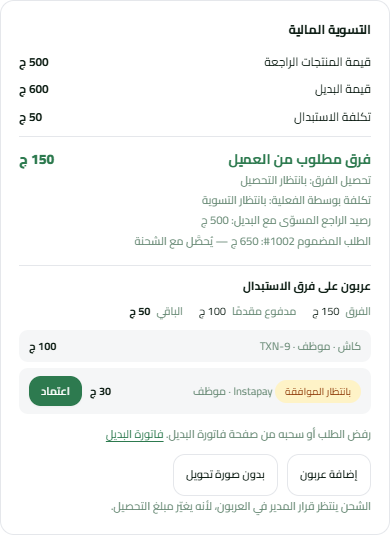 التسوية المالية
قيمة المنتجات الراجعة 500 ج
قيمة البديل 600 ج
تكلفة الاستبدال 50 ج
فرق مطلوب من العميل 150 ج
تحصيل الفرق: بانتظار التحصيل
تكلفة بوسطة الفعلية: بانتظار التسوية
رصيد الراجع المسوّى مع البديل: 500 ج
الطلب المضموم 1002#: 650 ج — يُحصَّل مع الشحنة
عربون على فرق الاستبدال
الفرق 150 ج مدفوع مقدمًا 100 ج الباقي 50 ج
كاش · موظف · TXN-9 100 ج
بانتظار الموافقة Instapay · موظف 30 ج اعتماد
رفض الطلب أو سحبه من صفحة فاتورة البديل. فاتورة البديل
إضافة عربون بدون صورة تحويل
الشحن ينتظر قرار المدير في العربون، لأنه يغيّر مبلغ التحصيل.